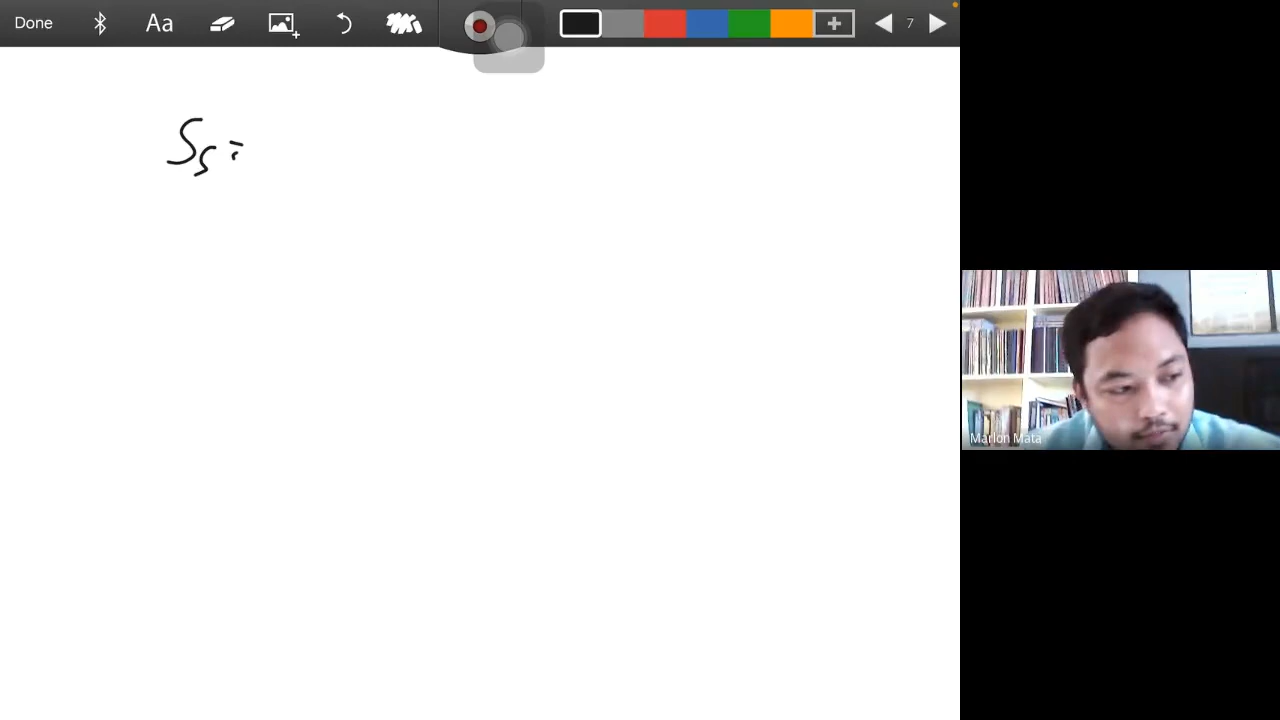 Done Aa 7
S₅ =
Marlon Mata